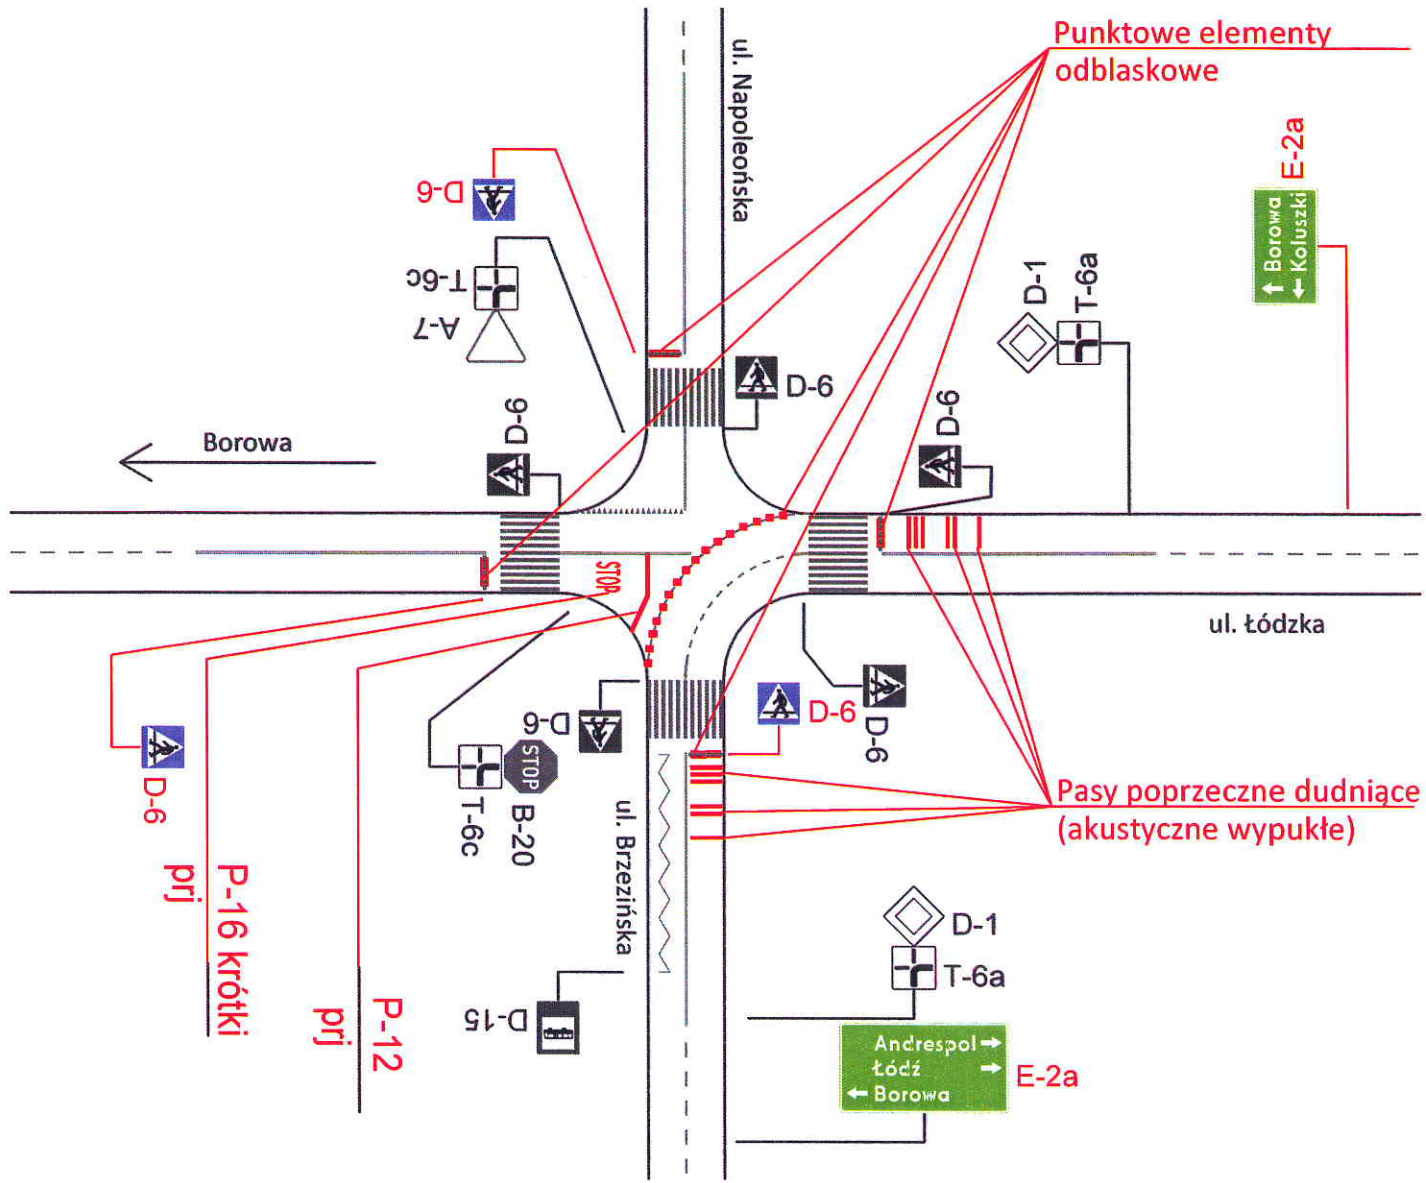 Punktowe elementy
odblaskowe
ul. Napoleońska
E-2a
Borowa
Koluszki
D-6
T-6c
A-7
D-1
T-6a
D-6
D-6
D-6
Borowa
STOP
ul. Łódzka
D-6
D-6
D-6
D-6
STOP
T-6c
B-20
ul. Brzezińska
Pasy poprzeczne dudniące
(akustyczne wypukłe)
P-16 krótki
prj
P-12
prj
D-15
D-1
T-6a
Andrespol
Łódź
Borowa
E-2a